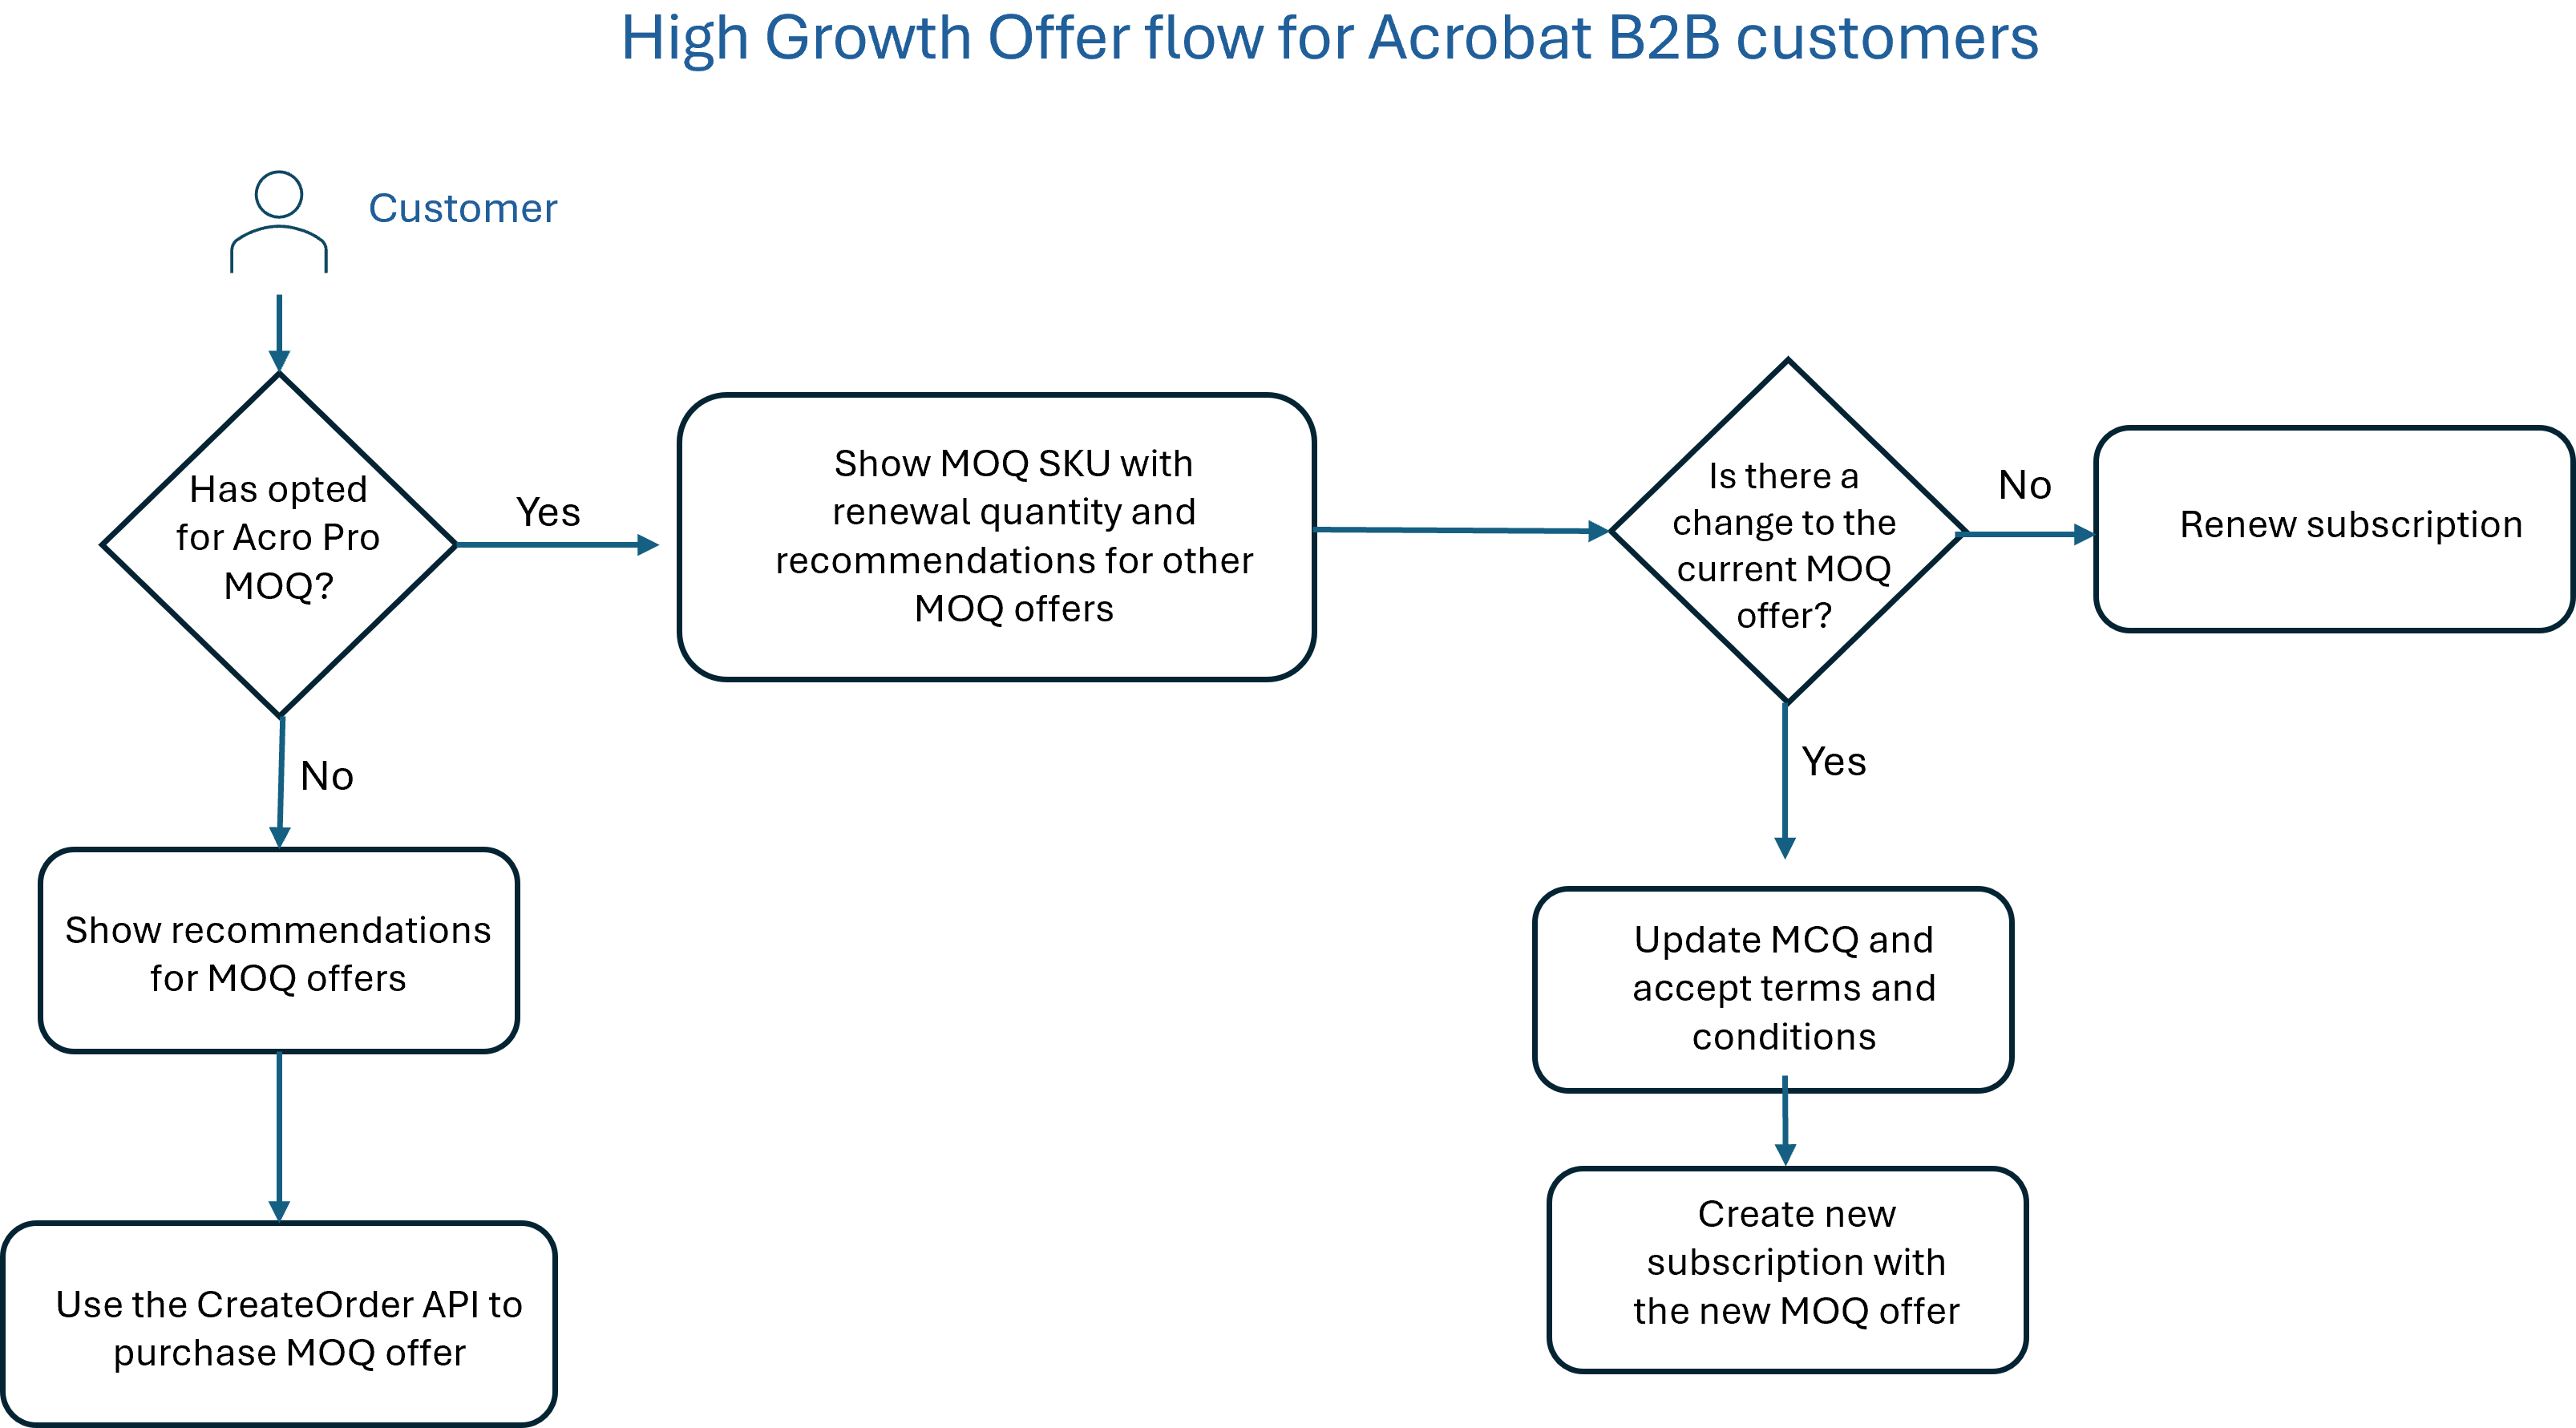 High Growth Offer flow for Acrobat B2B customers
Customer
Has opted
for Acro Pro
MOQ?
Yes
Show MOQ SKU with
renewal quantity and
recommendations for other
MOQ offers
Is there a
change to the
current MOQ
offer?
No
Renew subscription
No
Yes
Show recommendations
for MOQ offers
Update MCQ and
accept terms and
conditions
Use the CreateOrder API to
purchase MOQ offer
Create new
subscription with
the new MOQ offer